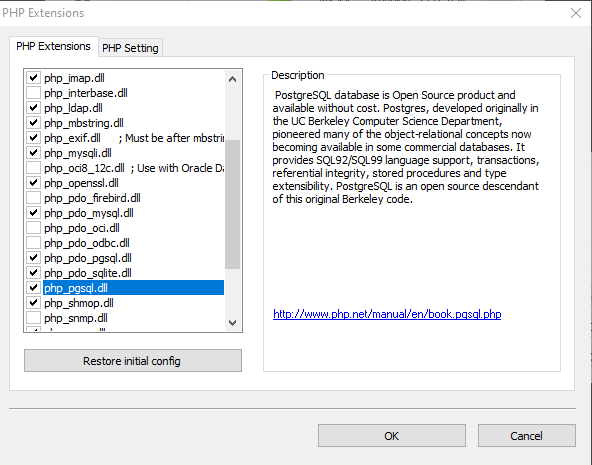 PHP Extensions
PHP Extensions
PHP Setting
php_imap.dll
php_interbase.dll
php_ldap.dll
php_mbstring.dll
php_exif.dll ; Must be after mbstrin
php_mysqli.dll
php_oci8_12c.dll ; Use with Oracle Da
php_openssl.dll
php_pdo_firebird.dll
php_pdo_mysql.dll
php_pdo_oci.dll
php_pdo_odbc.dll
php_pdo_pgsql.dll
php_pdo_sqlite.dll
php_pgsql.dll
php_shmop.dll
php_snmp.dll
Restore initial config
Description
PostgreSQL database is Open Source product and
available without cost. Postgres, developed originally in
the UC Berkeley Computer Science Department,
pioneered many of the object-relational concepts now
becoming available in some commercial databases. It
provides SQL92/SQL99 language support, transactions,
referential integrity, stored procedures and type
extensibility. PostgreSQL is an open source descendant
of this original Berkeley code.
http://www.php.net/manual/en/book.pgsql.php
OK
Cancel